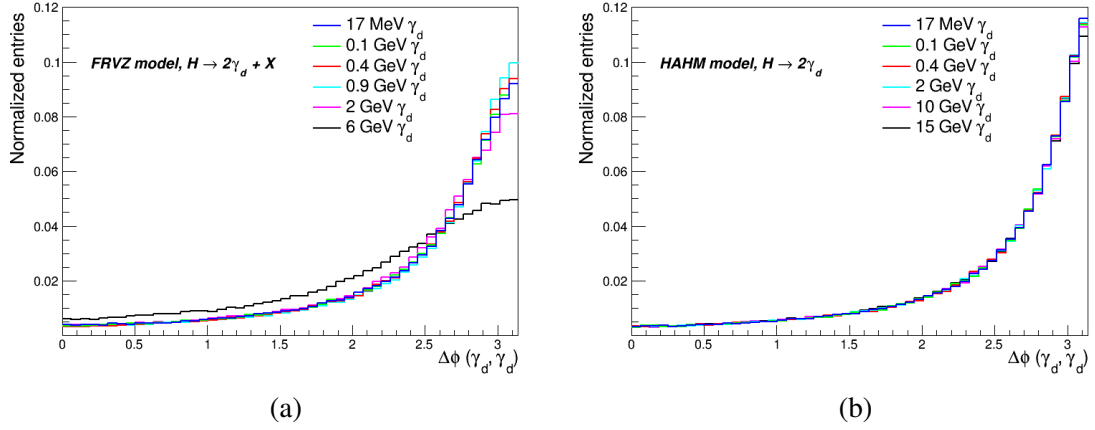 Normalized entries
0.12
0.1
0.08
0.06
0.04
0.02
FRVZ model, H → 2γd + X
17 MeV γd
0.1 GeV γd
0.4 GeV γd
0.9 GeV γd
2 GeV γd
6 GeV γd
0 0.5 1 1.5 2 2.5 3
Δϕ (γd, γd)
(a)
Normalized entries
0.12
0.1
0.08
0.06
0.04
0.02
HAHM model, H → 2γd
17 MeV γd
0.1 GeV γd
0.4 GeV γd
2 GeV γd
10 GeV γd
15 GeV γd
0 0.5 1 1.5 2 2.5 3
Δϕ (γd, γd)
(b)